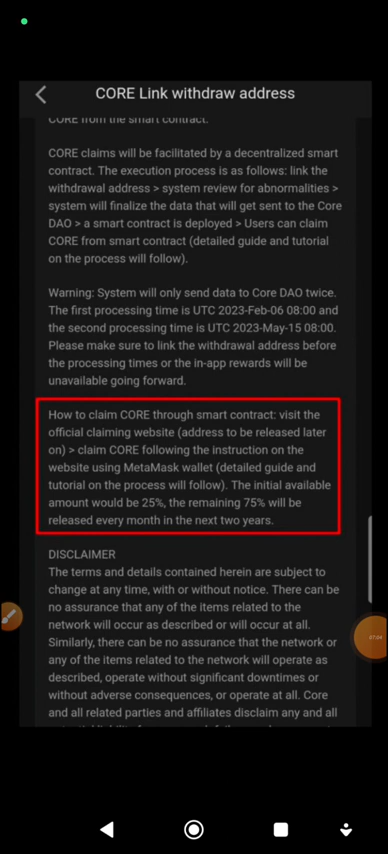 CORE Link withdraw address
CORE from the smart contract.
CORE claims will be facilitated by a decentralized smart
contract. The execution process is as follows: link the
withdrawal address > system review for abnormalities >
system will finalize the data that will get sent to the Core
DAO > a smart contract is deployed > Users can claim
CORE from smart contract (detailed guide and tutorial
on the process will follow).
Warning: System will only send data to Core DAO twice.
The first processing time is UTC 2023-Feb-06 08:00 and
the second processing time is UTC 2023-May-15 08:00.
Please make sure to link the withdrawal address before
the processing times or the in-app rewards will be
unavailable going forward.
How to claim CORE through smart contract: visit the
official claiming website (address to be released later
on) > claim CORE following the instruction on the
website using MetaMask wallet (detailed guide and
tutorial on the process will follow). The initial available
amount would be 25%, the remaining 75% will be
released every month in the next two years.
DISCLAIMER
The terms and details contained herein are subject to
change at any time, with or without notice. There can be
no assurance that any of the items related to the
network will occur as described or will occur at all.
Similarly, there can be no assurance that the network or
any of the items related to the network will operate as
described, operate without significant downtimes or
without adverse consequences, or operate at all. Core
and all related parties and affiliates disclaim any and all
07:04